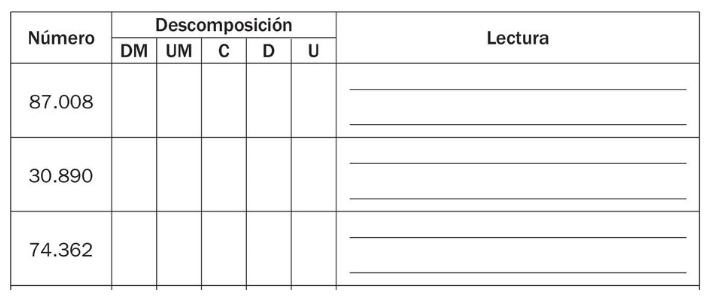 Número Descomposición Lectura
DM UM C D U
87.008
30.890
74.362